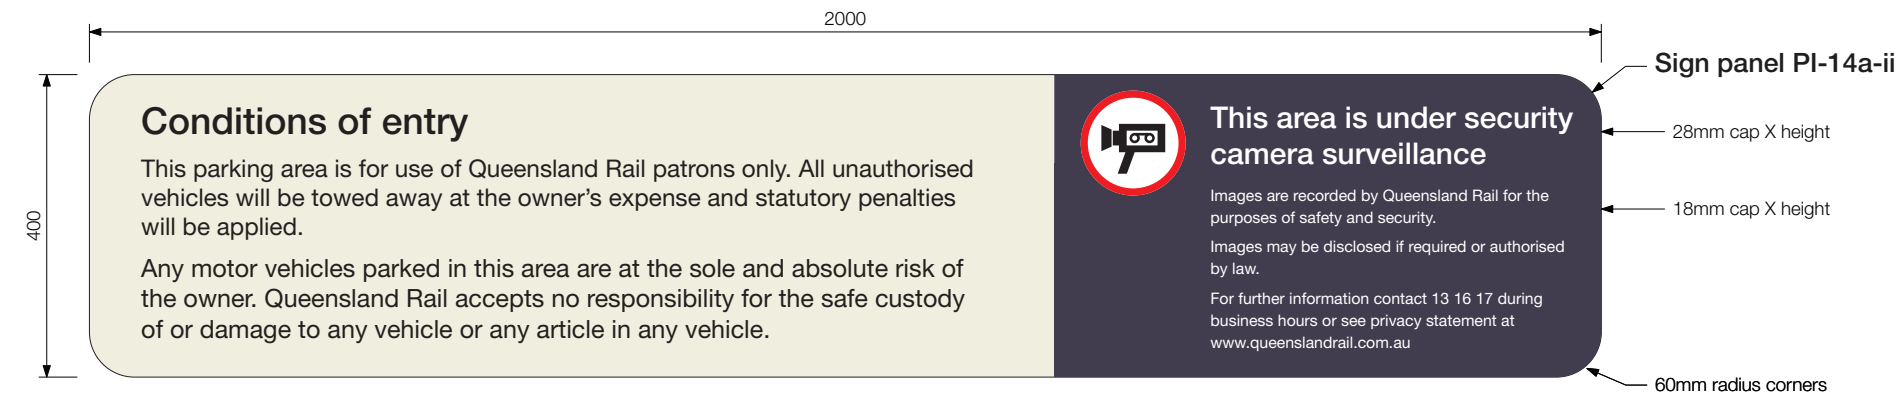 2000
Sign panel PI-14a-ii
400
Conditions of entry
This parking area is for use of Queensland Rail patrons only. All unauthorised
vehicles will be towed away at the owner’s expense and statutory penalties
will be applied.
Any motor vehicles parked in this area are at the sole and absolute risk of
the owner. Queensland Rail accepts no responsibility for the safe custody
of or damage to any vehicle or any article in any vehicle.
This area is under security
camera surveillance
Images are recorded by Queensland Rail for the
purposes of safety and security.
Images may be disclosed if required or authorised
by law.
For further information contact 13 16 17 during
business hours or see privacy statement at
www.queenslandrail.com.au
28mm cap X height
18mm cap X height
60mm radius corners